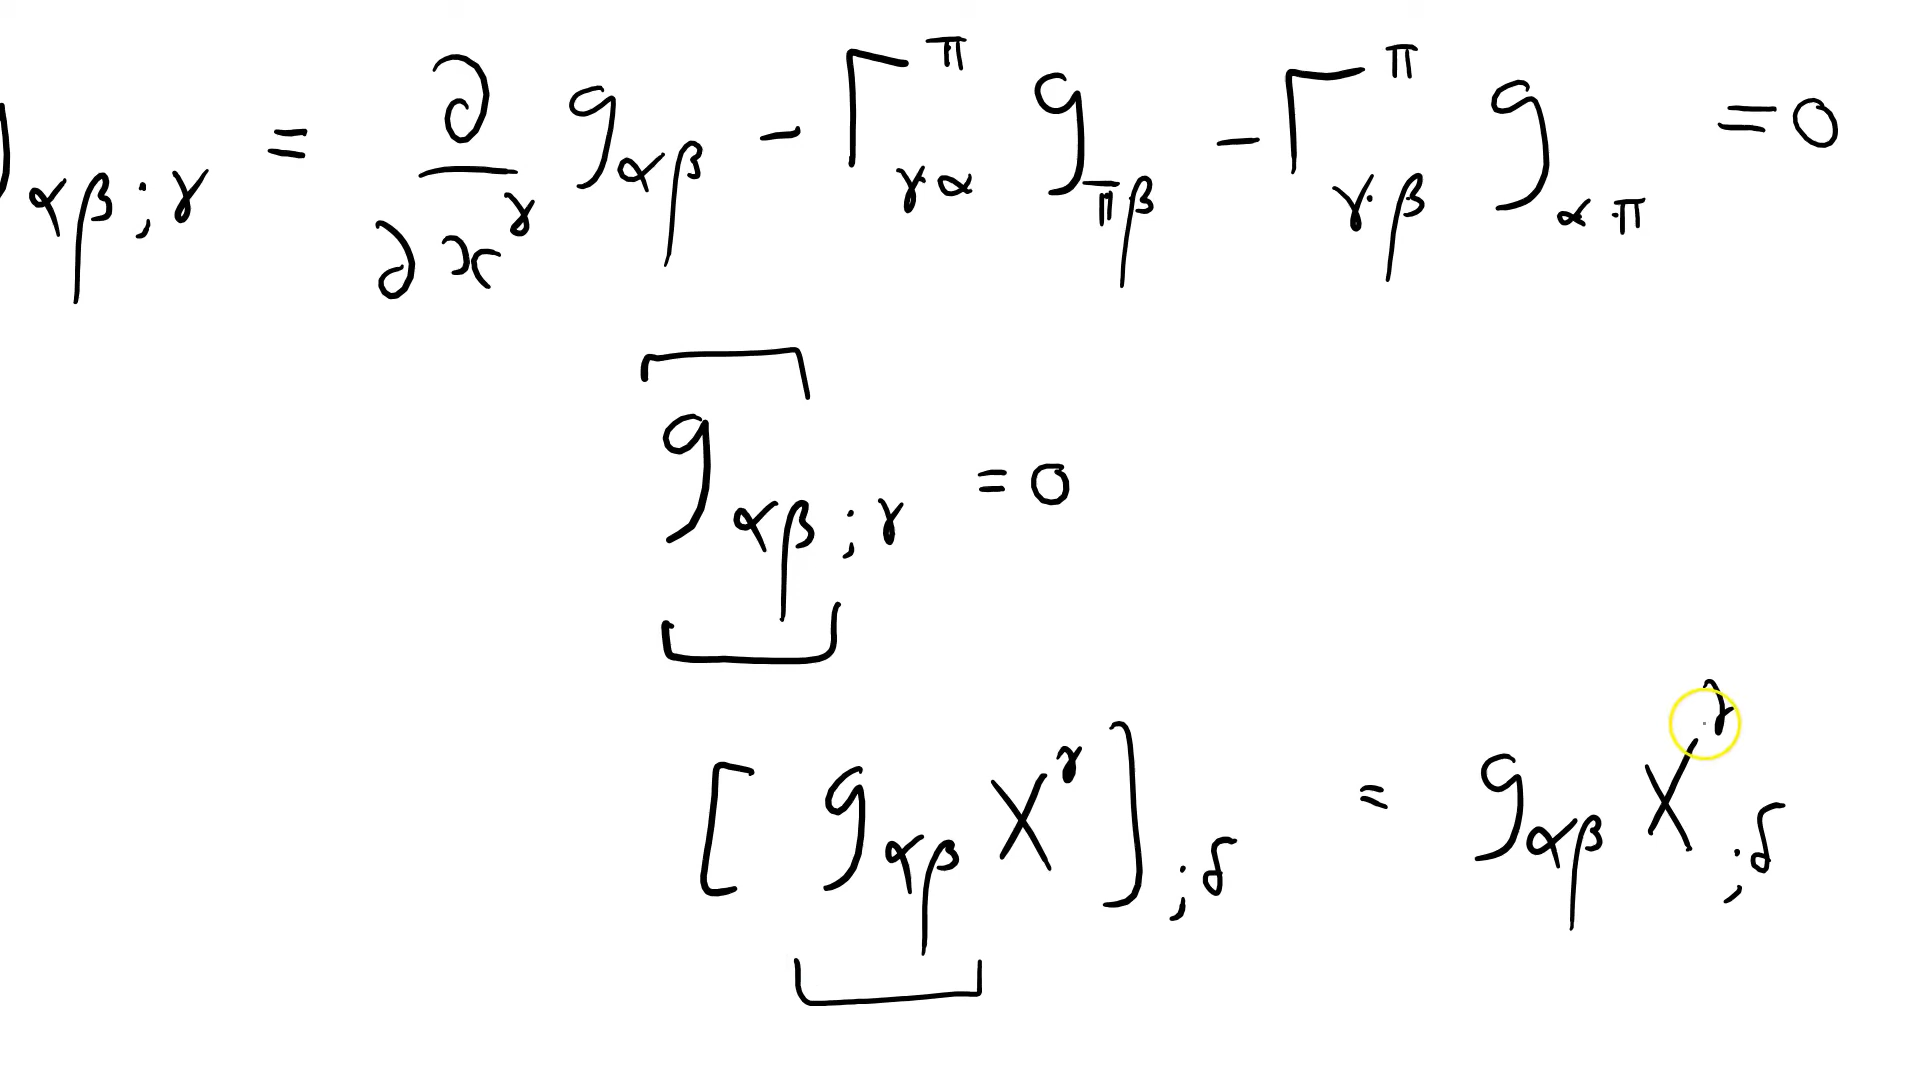 g_{αβ;γ} = ∂/∂x^γ g_{αβ} - Γ^π_{γα} g_{πβ} - Γ^π_{γβ} g_{απ} = 0
g_{αβ;γ} = 0
[g_{αβ} X^γ]_{;δ} = g_{αβ} X^γ_{;δ}